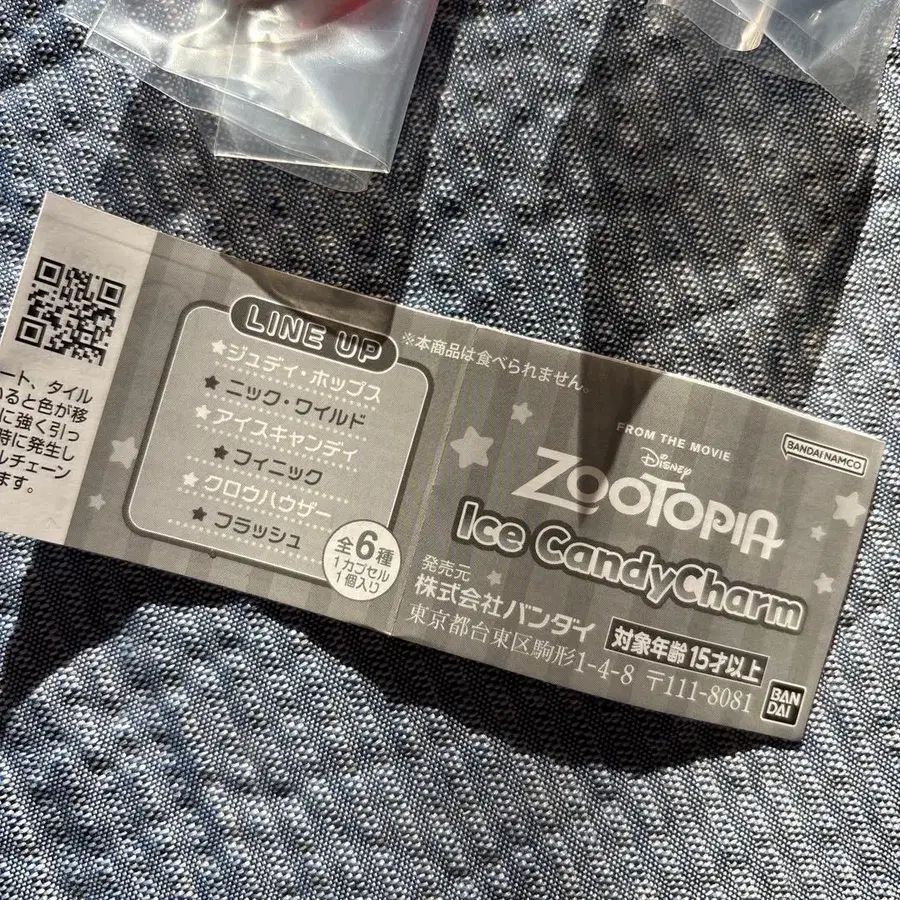 ート、タイル
いると色が移
に強く引っ
時に発生し
ルチェーン
ます。
LINE UP
★ジュディ・ホップス
★ニック・ワイルド
★アイスキャンディ
★フィニック
★クロウハウザー
★フラッシュ
全6種
1カプセル
1個入り
※本商品は食べられません。
FROM THE MOVIE
Disney
ZOOTOPIA
Ice CandyCharm
BANDAI NAMCO
発売元
株式会社バンダイ
対象年齢15才以上
東京都台東区駒形1-4-8 〒111-8081
BAN
DAI